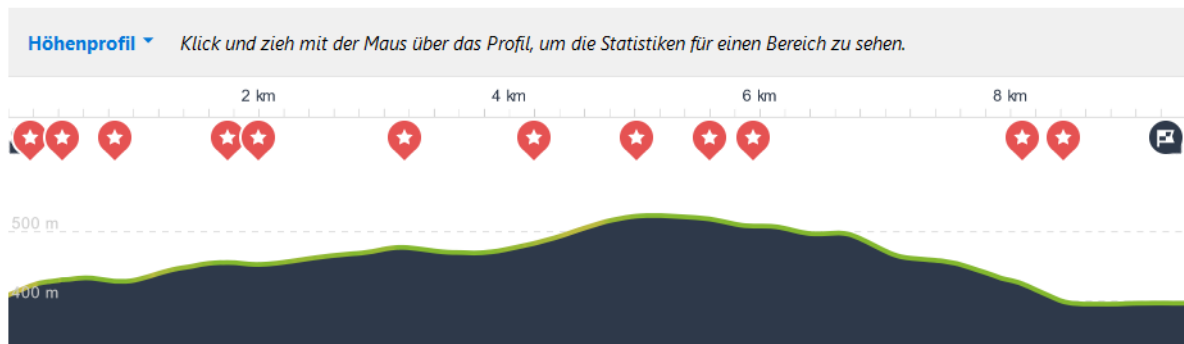 Höhenprofil Klick und zieh mit der Maus über das Profil, um die Statistiken für einen Bereich zu sehen.
2 km 4 km 6 km 8 km
500 m
400 m